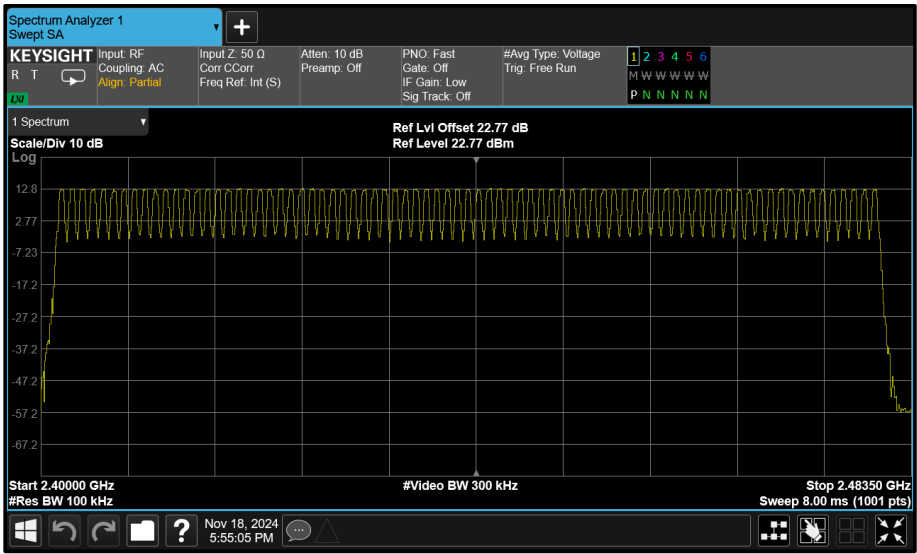 Spectrum Analyzer 1
Swept SA
+
KEYSIGHT
R T
LXI
Input: RF
Coupling: AC
Align: Partial
Input Z: 50 Ω
Corr CCorr
Freq Ref: Int (S)
Atten: 10 dB
Preamp: Off
PNO: Fast
Gate: Off
IF Gain: Low
Sig Track: Off
#Avg Type: Voltage
Trig: Free Run
1 2 3 4 5 6
M W W W W W
P N N N N N
1 Spectrum
Scale/Div 10 dB
Ref Lvl Offset 22.77 dB
Ref Level 22.77 dBm
Log
12.8
2.77
-7.23
-17.2
-27.2
-37.2
-47.2
-57.2
-67.2
Start 2.40000 GHz
#Video BW 300 kHz
Stop 2.48350 GHz
#Res BW 100 kHz
Sweep 8.00 ms (1001 pts)
?
Nov 18, 2024
5:55:05 PM